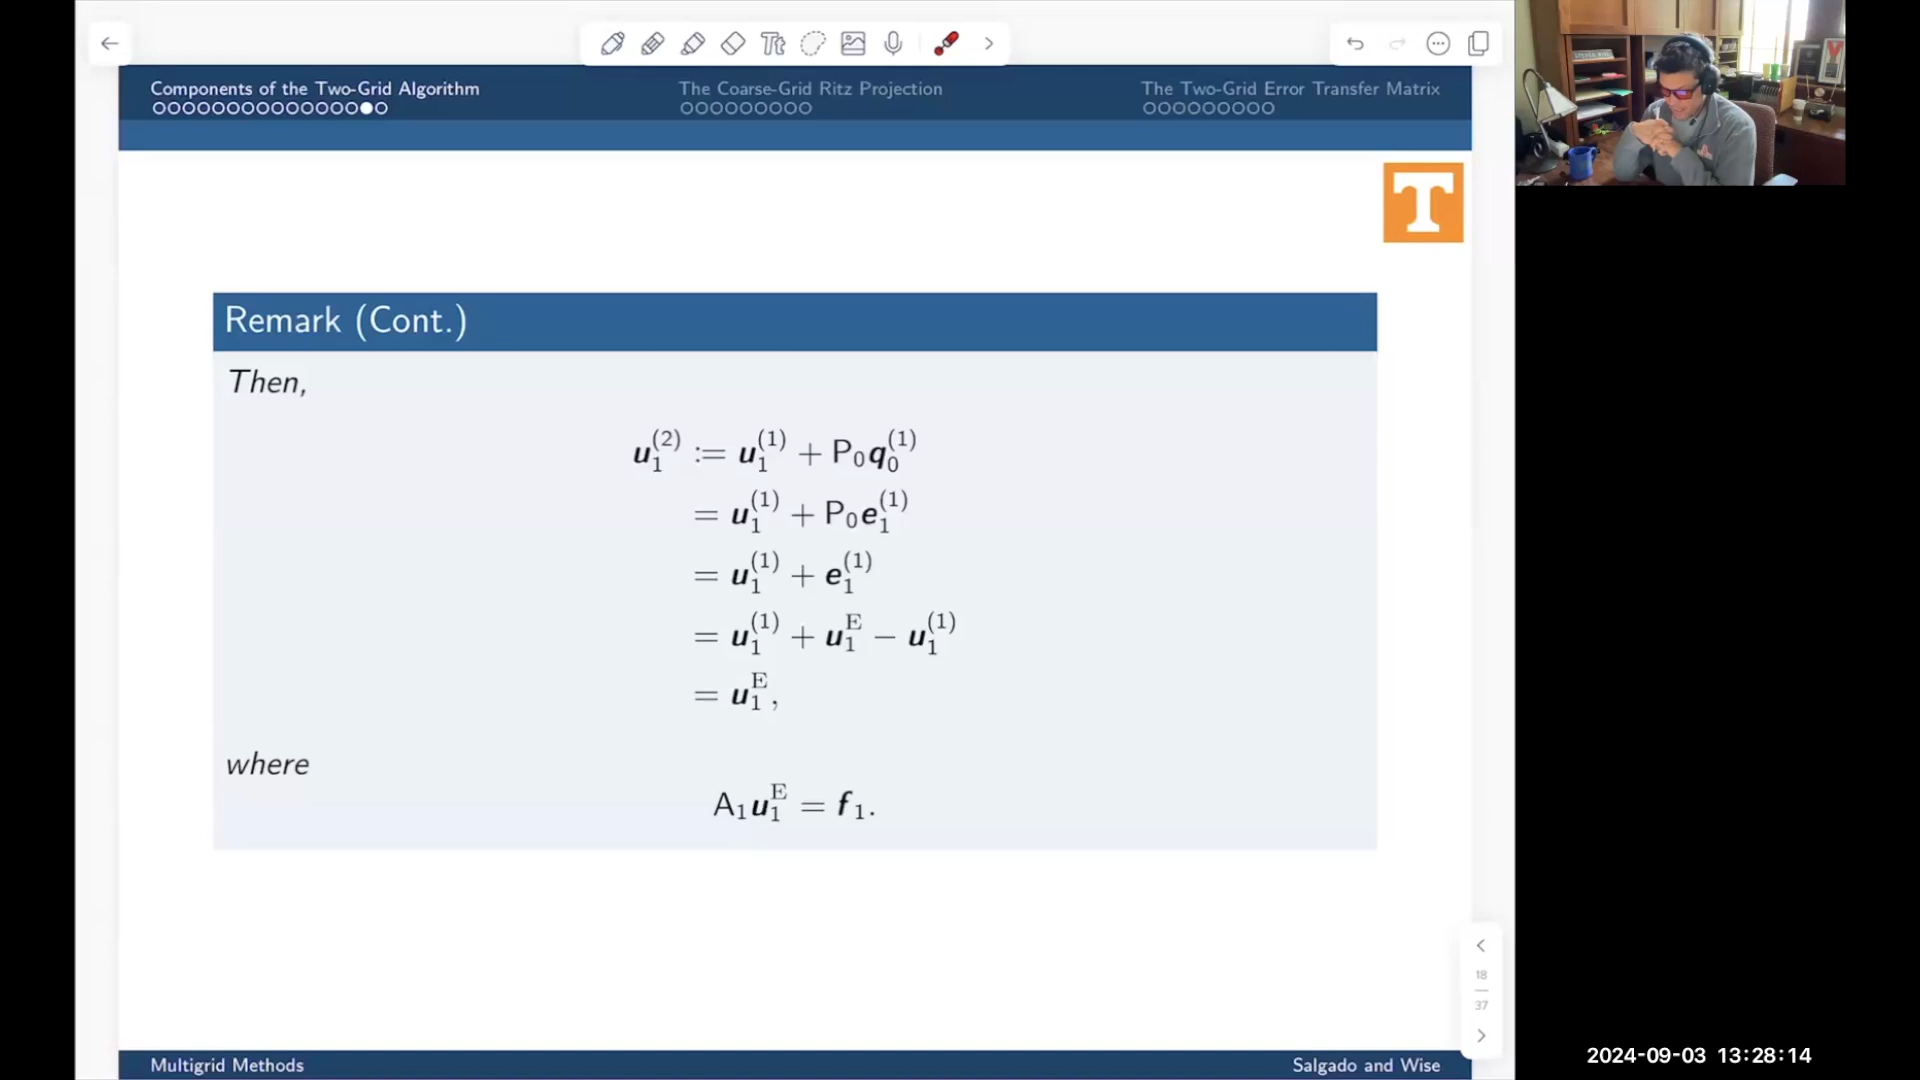 Components of the Two-Grid Algorithm
The Coarse-Grid Ritz Projection
The Two-Grid Error Transfer Matrix
T
Remark (Cont.)
Then,
u_1^{(2)} := u_1^{(1)} + P_0 q_0^{(1)}
= u_1^{(1)} + P_0 e_1^{(1)}
= u_1^{(1)} + e_1^{(1)}
= u_1^{(1)} + u_1^E − u_1^{(1)}
= u_1^E,
where
A_1 u_1^E = f_1.
18
37
Multigrid Methods
Salgado and Wise
2024-09-03 13:28:14